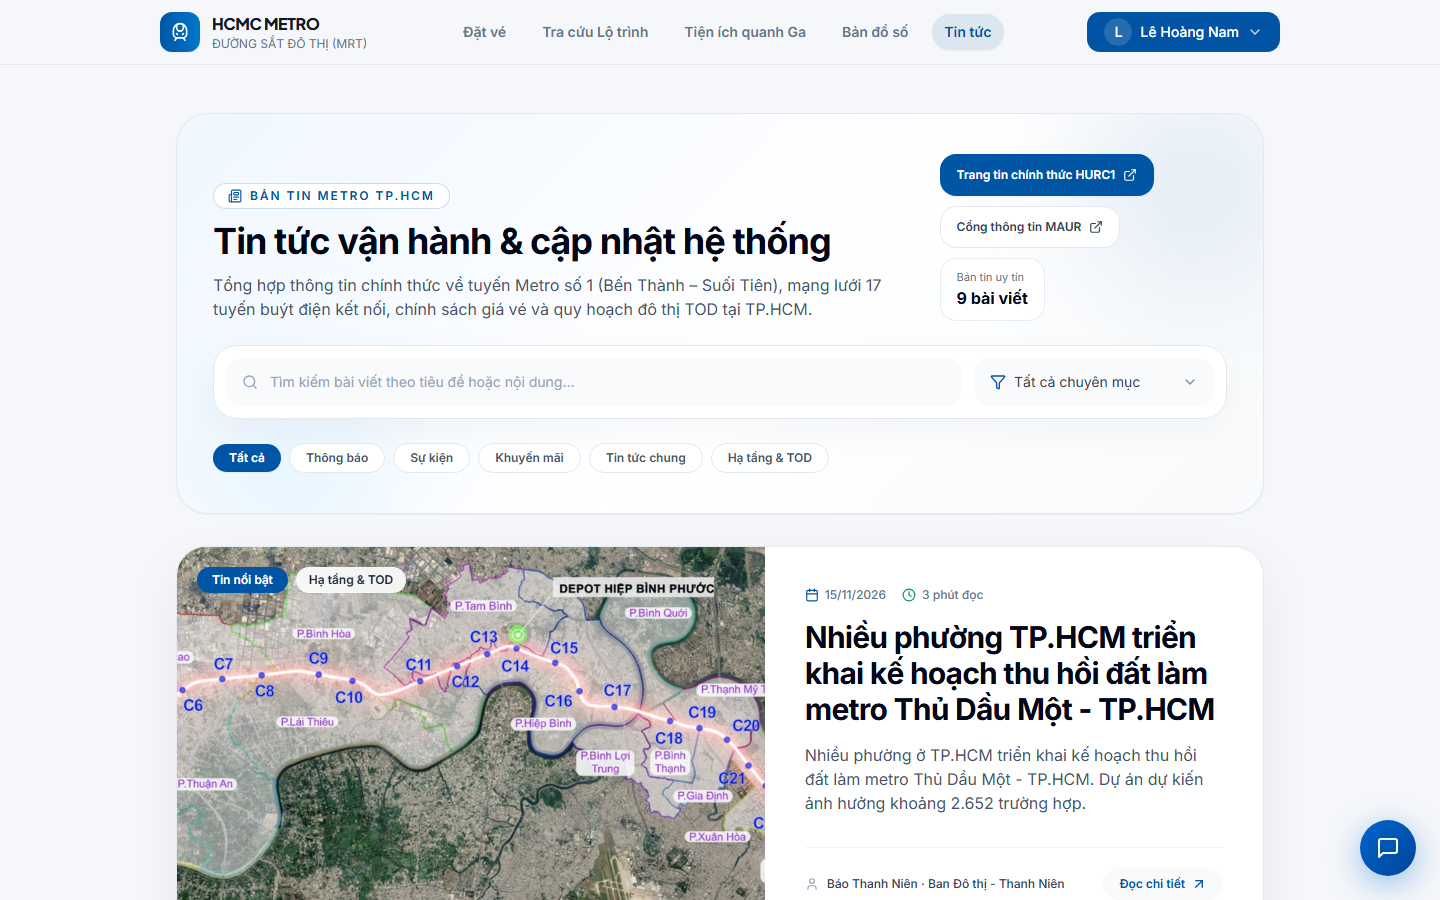 HCMC METRO
ĐƯỜNG SẮT ĐÔ THỊ (MRT)
Đặt vé
Tra cứu Lộ trình
Tiện ích quanh Ga
Bản đồ số
Tin tức
L
Lê Hoàng Nam
BẢN TIN METRO TP.HCM
Tin tức vận hành & cập nhật hệ thống
Tổng hợp thông tin chính thức về tuyến Metro số 1 (Bến Thành – Suối Tiên), mạng lưới 17
tuyến buýt điện kết nối, chính sách giá vé và quy hoạch đô thị TOD tại TP.HCM.
Trang tin chính thức HURC1
Cổng thông tin MAUR
Bản tin uy tín
9 bài viết
Tìm kiếm bài viết theo tiêu đề hoặc nội dung...
Tất cả chuyên mục
Tất cả
Thông báo
Sự kiện
Khuyến mãi
Tin tức chung
Hạ tầng & TOD
Tin nổi bật
Hạ tầng & TOD
DEPOT HIỆP BÌNH PHƯỚC
P.Tam Bình
P.Bình Quới
P.Bình Hòa
C13
C15
ao
C7
C9
C11
C14
C8
C12
C10
C6
C16
C17
P.Thạnh Mỹ T
P.Lái Thiêu
P.Hiệp Bình
C19
C20
C18
P.Bình Lợi
Trung
P.Bình
Thạnh
C21
P.Thuận An
P.Gia Định
C
P.Xuân Hòa
15/11/2026
3 phút đọc
Nhiều phường TP.HCM triển
khai kế hoạch thu hồi đất làm
metro Thủ Dầu Một - TP.HCM
Nhiều phường ở TP.HCM triển khai kế hoạch thu hồi
đất làm metro Thủ Dầu Một - TP.HCM. Dự án dự kiến
ảnh hưởng khoảng 2.652 trường hợp.
Báo Thanh Niên · Ban Đô thị - Thanh Niên
Đọc chi tiết